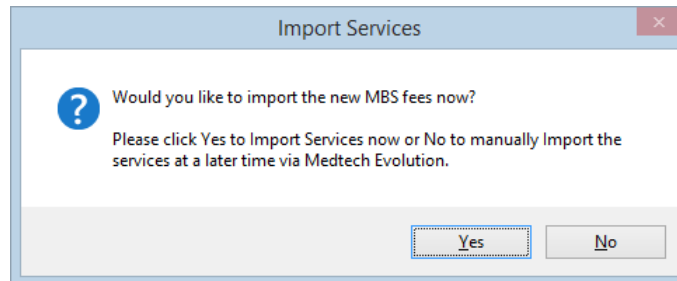 Import Services
Would you like to import the new MBS fees now?
Please click Yes to Import Services now or No to manually Import the
services at a later time via Medtech Evolution.
Yes
No